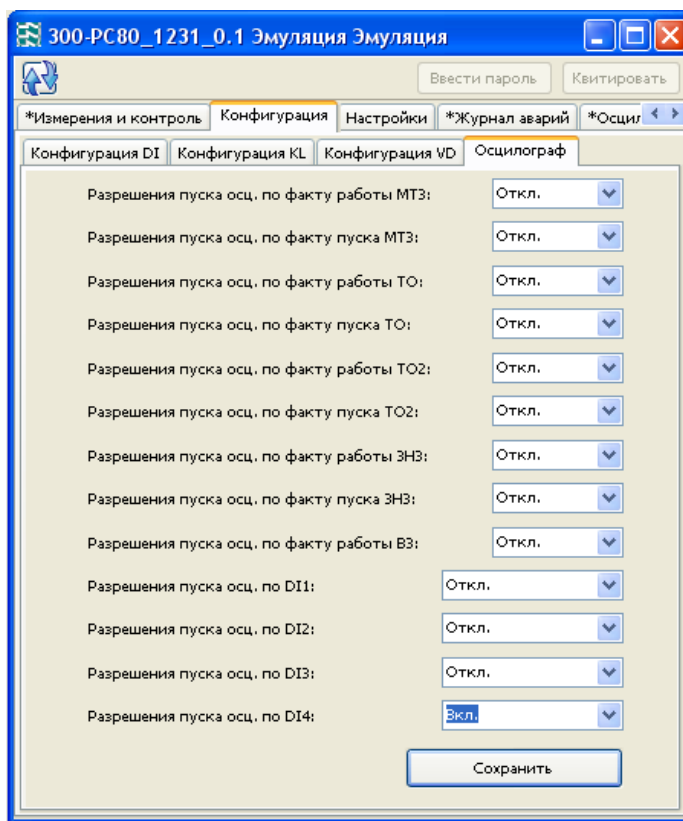 300-РС80_1231_0.1 Эмуляция Эмуляция
Ввести пароль Квитировать
*Измерения и контроль Конфигурация Настройки *Журнал аварий *Осцил
Конфигурация DI Конфигурация KL Конфигурация VD Осцилограф
Разрешения пуска осц. по факту работы МТЗ: Откл.
Разрешения пуска осц. по факту пуска МТЗ: Откл.
Разрешения пуска осц. по факту работы ТО: Откл.
Разрешения пуска осц. по факту пуска ТО: Откл.
Разрешения пуска осц. по факту работы ТО2: Откл.
Разрешения пуска осц. по факту пуска ТО2: Откл.
Разрешения пуска осц. по факту работы ЗНЗ: Откл.
Разрешения пуска осц. по факту пуска ЗНЗ: Откл.
Разрешения пуска осц. по факту работы ВЗ: Откл.
Разрешения пуска осц. по DI1: Откл.
Разрешения пуска осц. по DI2: Откл.
Разрешения пуска осц. по DI3: Откл.
Разрешения пуска осц. по DI4: Вкл.
Сохранить